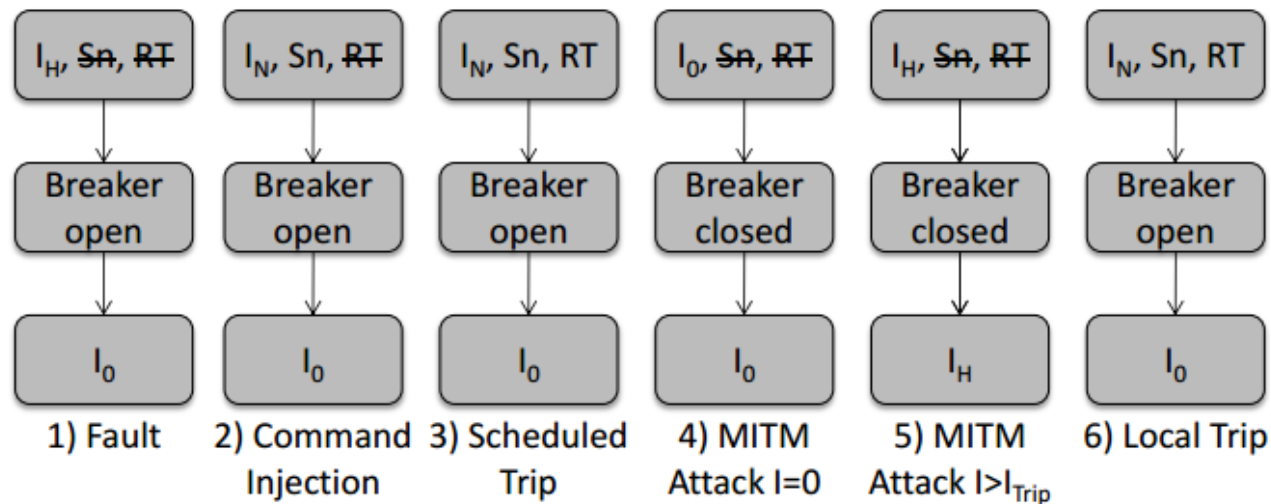 I_H, Sn, RT
Breaker
open
I_0
1) Fault
I_N, Sn, RT
Breaker
open
I_0
2) Command
Injection
I_N, Sn, RT
Breaker
open
I_0
3) Scheduled
Trip
I_0, Sn, RT
Breaker
closed
I_0
4) MITM
Attack I=0
I_H, Sn, RT
Breaker
closed
I_H
5) MITM
Attack I>I_Trip
I_N, Sn, RT
Breaker
open
I_0
6) Local Trip